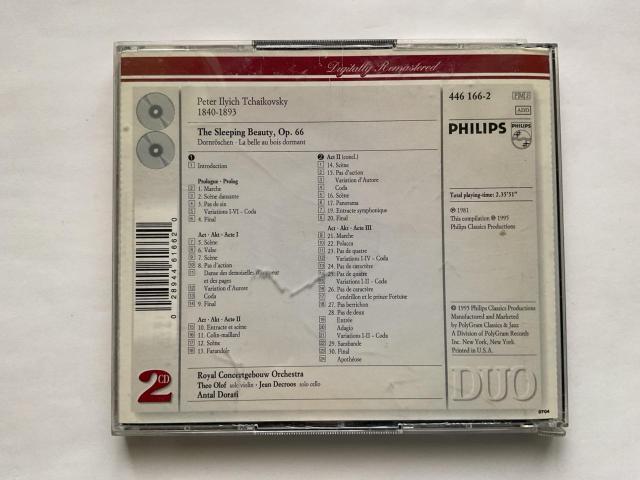 Digitally Remastered
Peter Ilyich Tchaikovsky
1840-1893
The Sleeping Beauty, Op. 66
Dornröschen · La belle au bois dormant
1
1 Introduction
Prologue · Prolog
2 1. Marche
3 2. Scène dansante
4 3. Pas de six
5 Variations I-VI - Coda
6 4. Final
Act · Akt · Acte I
7 5. Scène
8 6. Valse
9 7. Scène
10 8. Pas d'action
11 Danse des demoiselles d'honneur
et des pages
12 Variation d'Aurore
13 Coda
14 9. Final
Act · Akt · Acte II
15 10. Entracte et scène
16 11. Colin-maillard
17 12. Scène
18 13. Farandole
2 Act II (concl.)
1 14. Scène
2 15. Pas d'action
3 Variation d'Aurore
4 Coda
5 16. Scène
6 17. Panorama
7 19. Entracte symphonique
8 20. Final
Act · Akt · Acte III
21. Marche
22. Polacca
23. Pas de quatre
Variations I-IV - Coda
24. Pas de caractère
25. Pas de quatre
Variations I-II - Coda
26. Pas de caractère
Cendrillon et le prince Fortune
27. Pas berrichon
28. Pas de deux
Entrée
Adagio
Variations I-II - Coda
29. Sarabande
30. Final
Apothéose
Royal Concertgebouw Orchestra
Theo Olof solo violin · Jean Decroos solo cello
Antal Dorati
446 166-2
PM 2
ADD
PHILIPS
PHILIPS
Total playing-time: 2.35'51"
℗ 1981
This compilation ℗ 1995
Philips Classics Productions
© 1995 Philips Classics Productions
Manufactured and Marketed
by PolyGram Classics & Jazz
A Division of PolyGram Records
Inc. New York, New York.
Printed in U.S.A.
DUO
0 28944 61662 0
2 CD